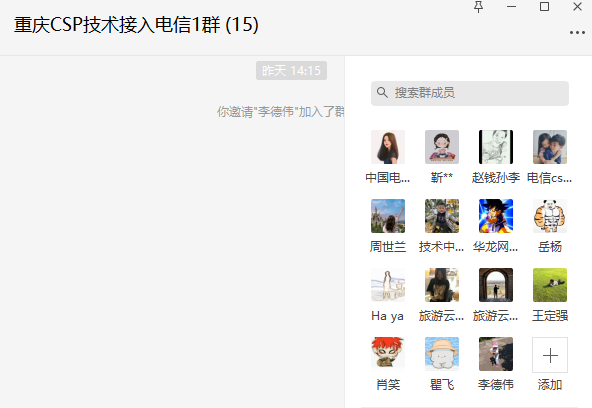 重庆CSP技术接入电信1群 (15)
昨天 14:15
你邀请"李德伟"加入了群
搜索群成员
中国电...
靳**
赵钱孙李
电信cs...
周世兰
技术中...
华龙网...
岳杨
Ha ya
旅游云...
旅游云...
王定强
肖笑
瞿飞
李德伟
添加